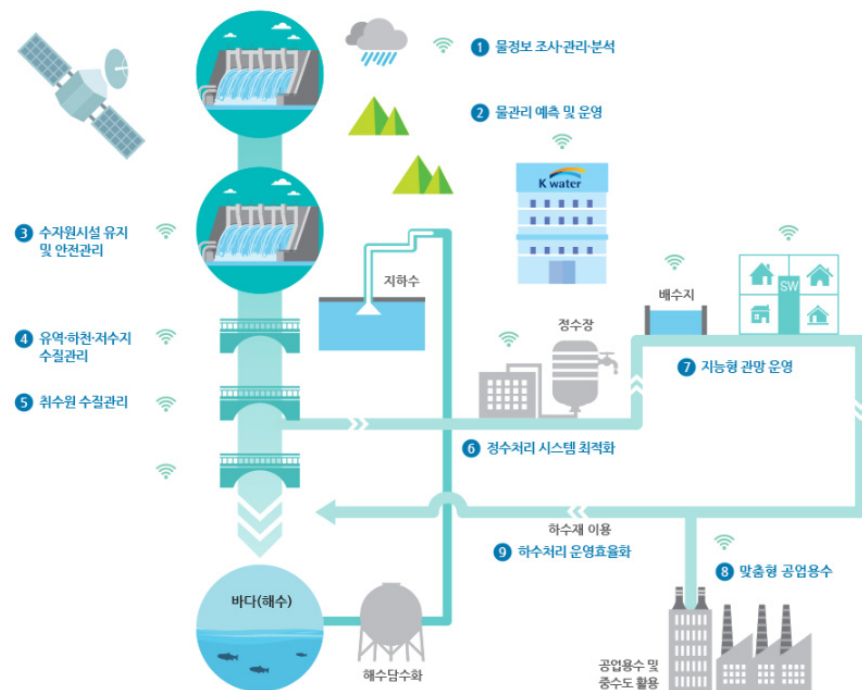 1 물정보 조사·관리·분석
2 물관리 예측 및 운영
K water
3 수자원시설 유지
및 안전관리
지하수
배수지
SW
정수장
4 유역·하천·저수지
수질관리
7 지능형 관망 운영
5 취수원 수질관리
6 정수처리 시스템 최적화
하수재 이용
9 하수처리 운영효율화
8 맞춤형 공업용수
바다(해수)
해수담수화
공업용수 및
중수도 활용